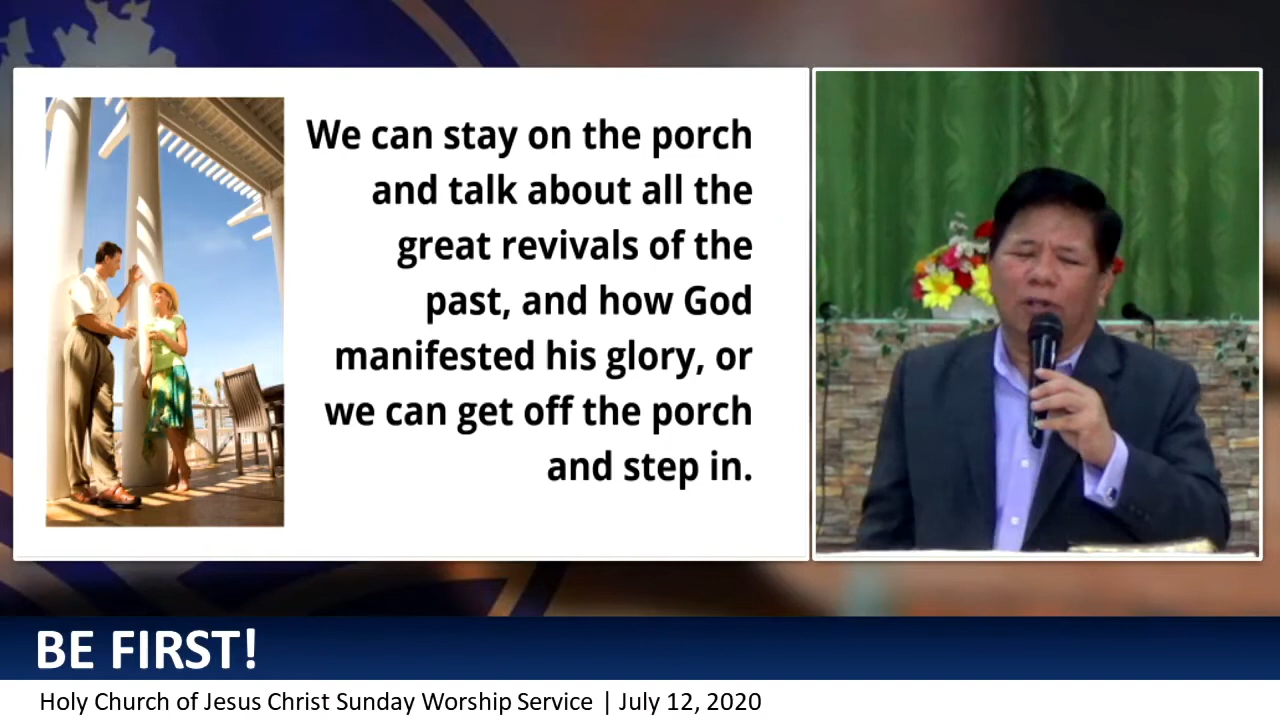 We can stay on the porch
and talk about all the
great revivals of the
past, and how God
manifested his glory, or
we can get off the porch
and step in.
BE FIRST!
Holy Church of Jesus Christ Sunday Worship Service | July 12, 2020